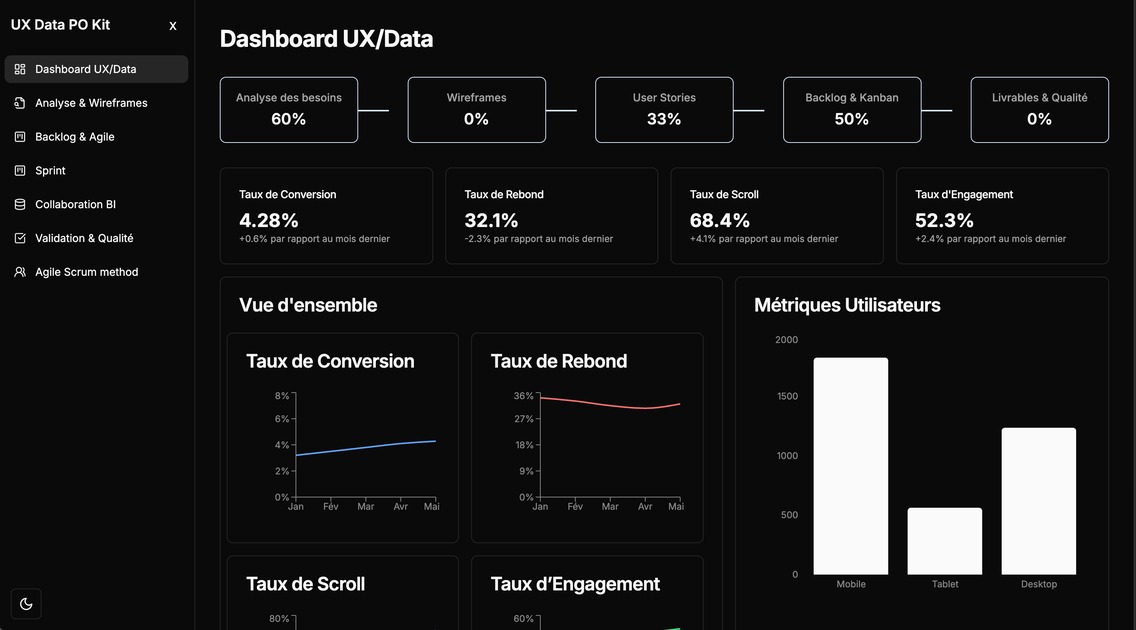 UX Data PO Kit
X
Dashboard UX/Data
Analyse & Wireframes
Backlog & Agile
Sprint
Collaboration BI
Validation & Qualité
Agile Scrum method
Dashboard UX/Data
Analyse des besoins
60%
Wireframes
0%
User Stories
33%
Backlog & Kanban
50%
Livrables & Qualité
0%
Taux de Conversion
4.28%
+0.6% par rapport au mois dernier
Taux de Rebond
32.1%
-2.3% par rapport au mois dernier
Taux de Scroll
68.4%
+4.1% par rapport au mois dernier
Taux d'Engagement
52.3%
+2.4% par rapport au mois dernier
Vue d'ensemble
Taux de Conversion
8%
6%
4%
2%
0%
Jan Fév Mar Avr Mai
Taux de Rebond
36%
27%
18%
9%
0%
Jan Fév Mar Avr Mai
Taux de Scroll
80%
Taux d’Engagement
60%
Métriques Utilisateurs
2000
1500
1000
500
0
Mobile Tablet Desktop